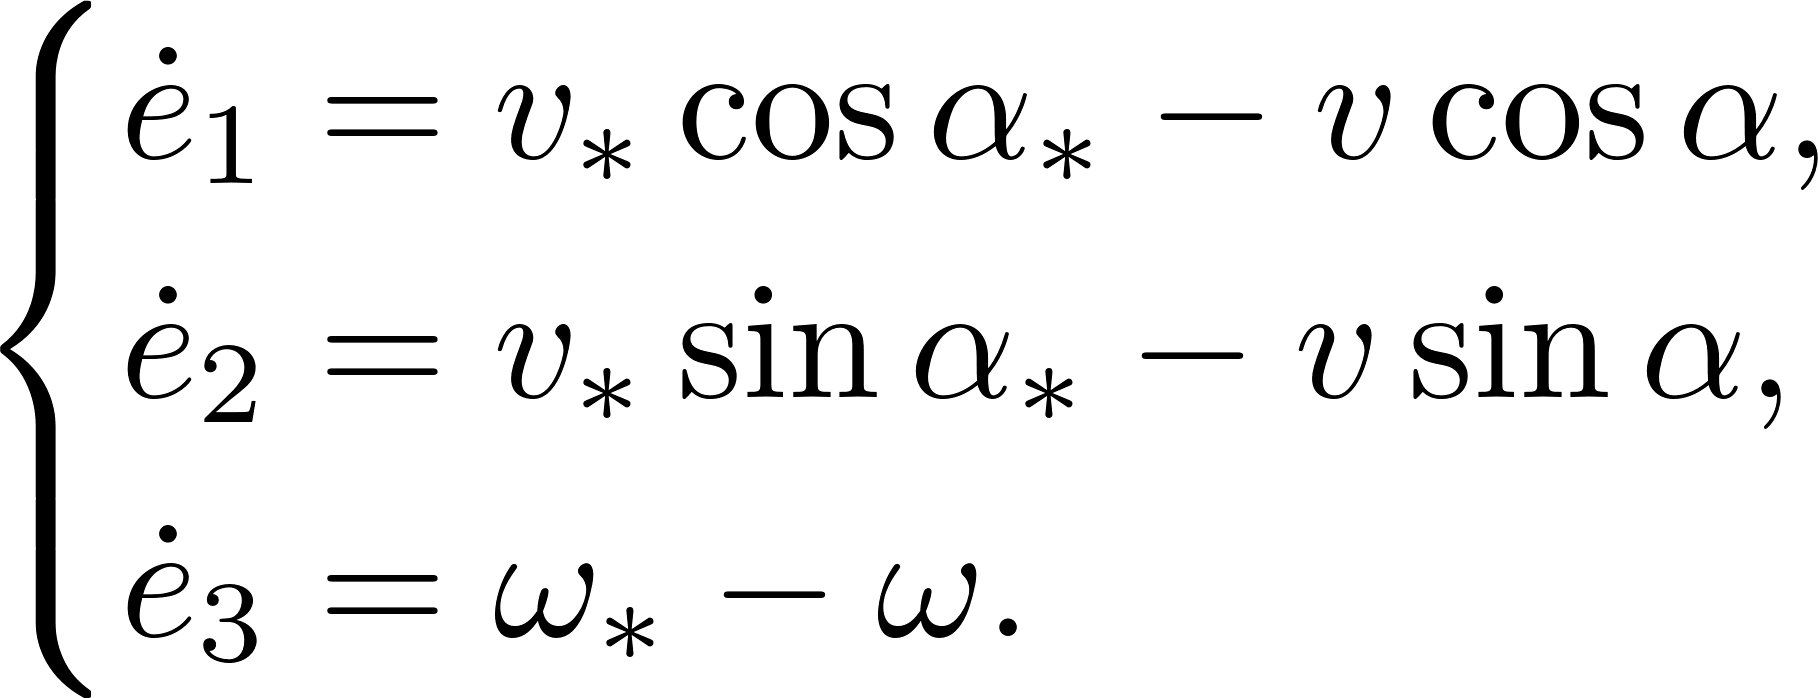 ė₁ = v∗ cos α∗ − v cos α,
ė₂ = v∗ sin α∗ − v sin α,
ė₃ = ω∗ − ω.